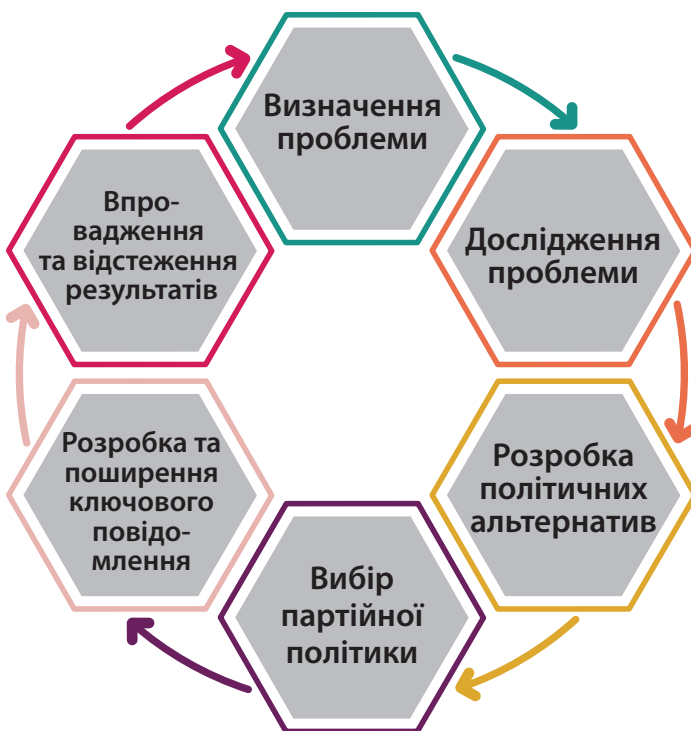 Визначення
проблеми
Дослідження
проблеми
Розробка
політичних
альтернатив
Вибір
партійної
політики
Розробка та
поширення
ключового
повідо-
млення
Впро-
вадження
та відстеження
результатів